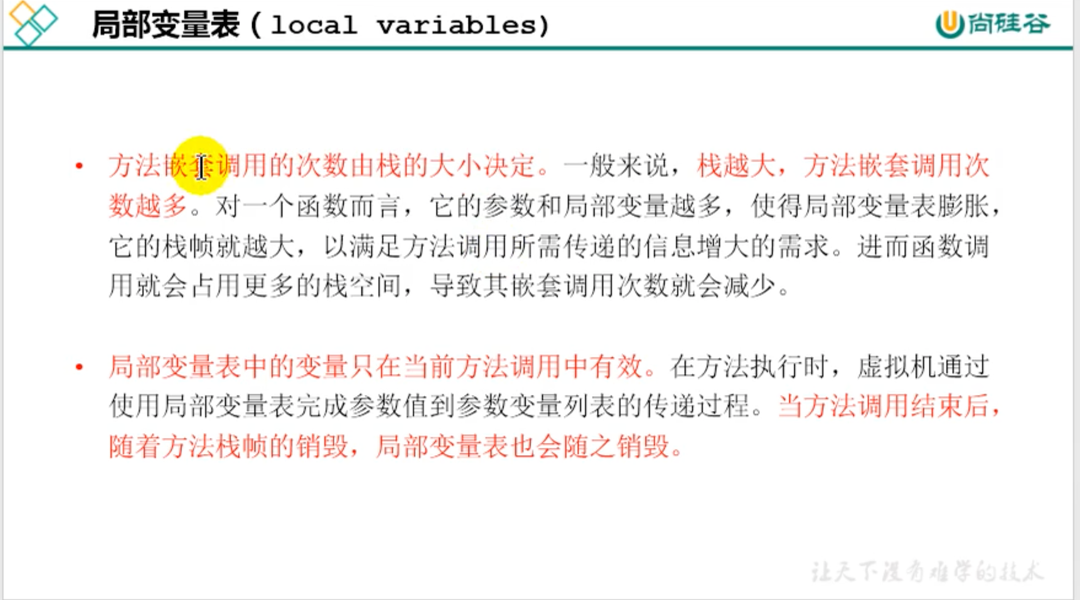 局部变量表（local variables）
尚硅谷
• 方法嵌套调用的次数由栈的大小决定。一般来说，栈越大，方法嵌套调用次
数越多。对一个函数而言，它的参数和局部变量越多，使得局部变量表膨胀，
它的栈帧就越大，以满足方法调用所需传递的信息增大的需求。进而函数调
用就会占用更多的栈空间，导致其嵌套调用次数就会减少。
• 局部变量表中的变量只在当前方法调用中有效。在方法执行时，虚拟机通过
使用局部变量表完成参数值到参数变量列表的传递过程。当方法调用结束后，
随着方法栈帧的销毁，局部变量表也会随之销毁。
让天下没有难学的技术